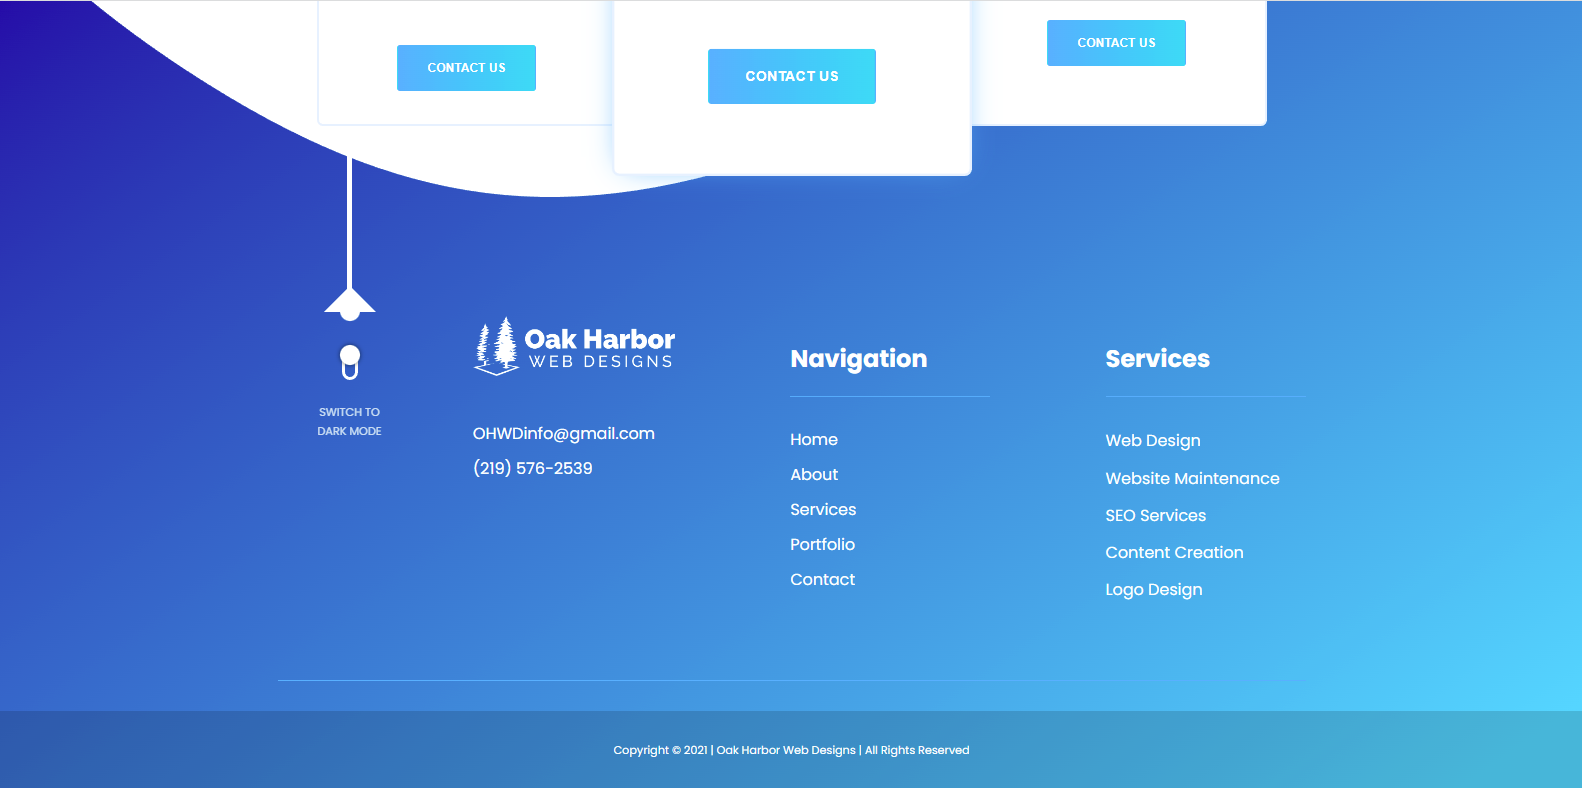 CONTACT US
CONTACT US
CONTACT US
SWITCH TO
DARK MODE
Oak Harbor
WEB DESIGNS
OHWDinfo@gmail.com
(219) 576-2539
Navigation
Home
About
Services
Portfolio
Contact
Services
Web Design
Website Maintenance
SEO Services
Content Creation
Logo Design
Copyright © 2021 | Oak Harbor Web Designs | All Rights Reserved